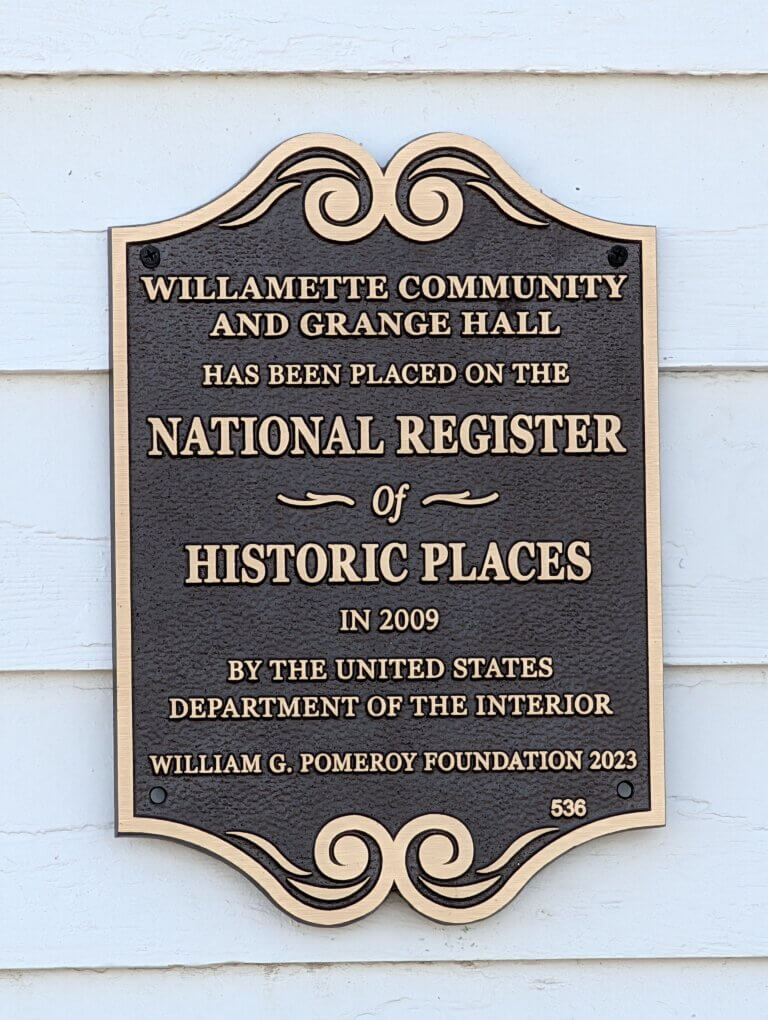 WILLAMETTE COMMUNITY
AND GRANGE HALL
HAS BEEN PLACED ON THE
NATIONAL REGISTER
Of
HISTORIC PLACES
IN 2009
BY THE UNITED STATES
DEPARTMENT OF THE INTERIOR
WILLIAM G. POMEROY FOUNDATION 2023
536